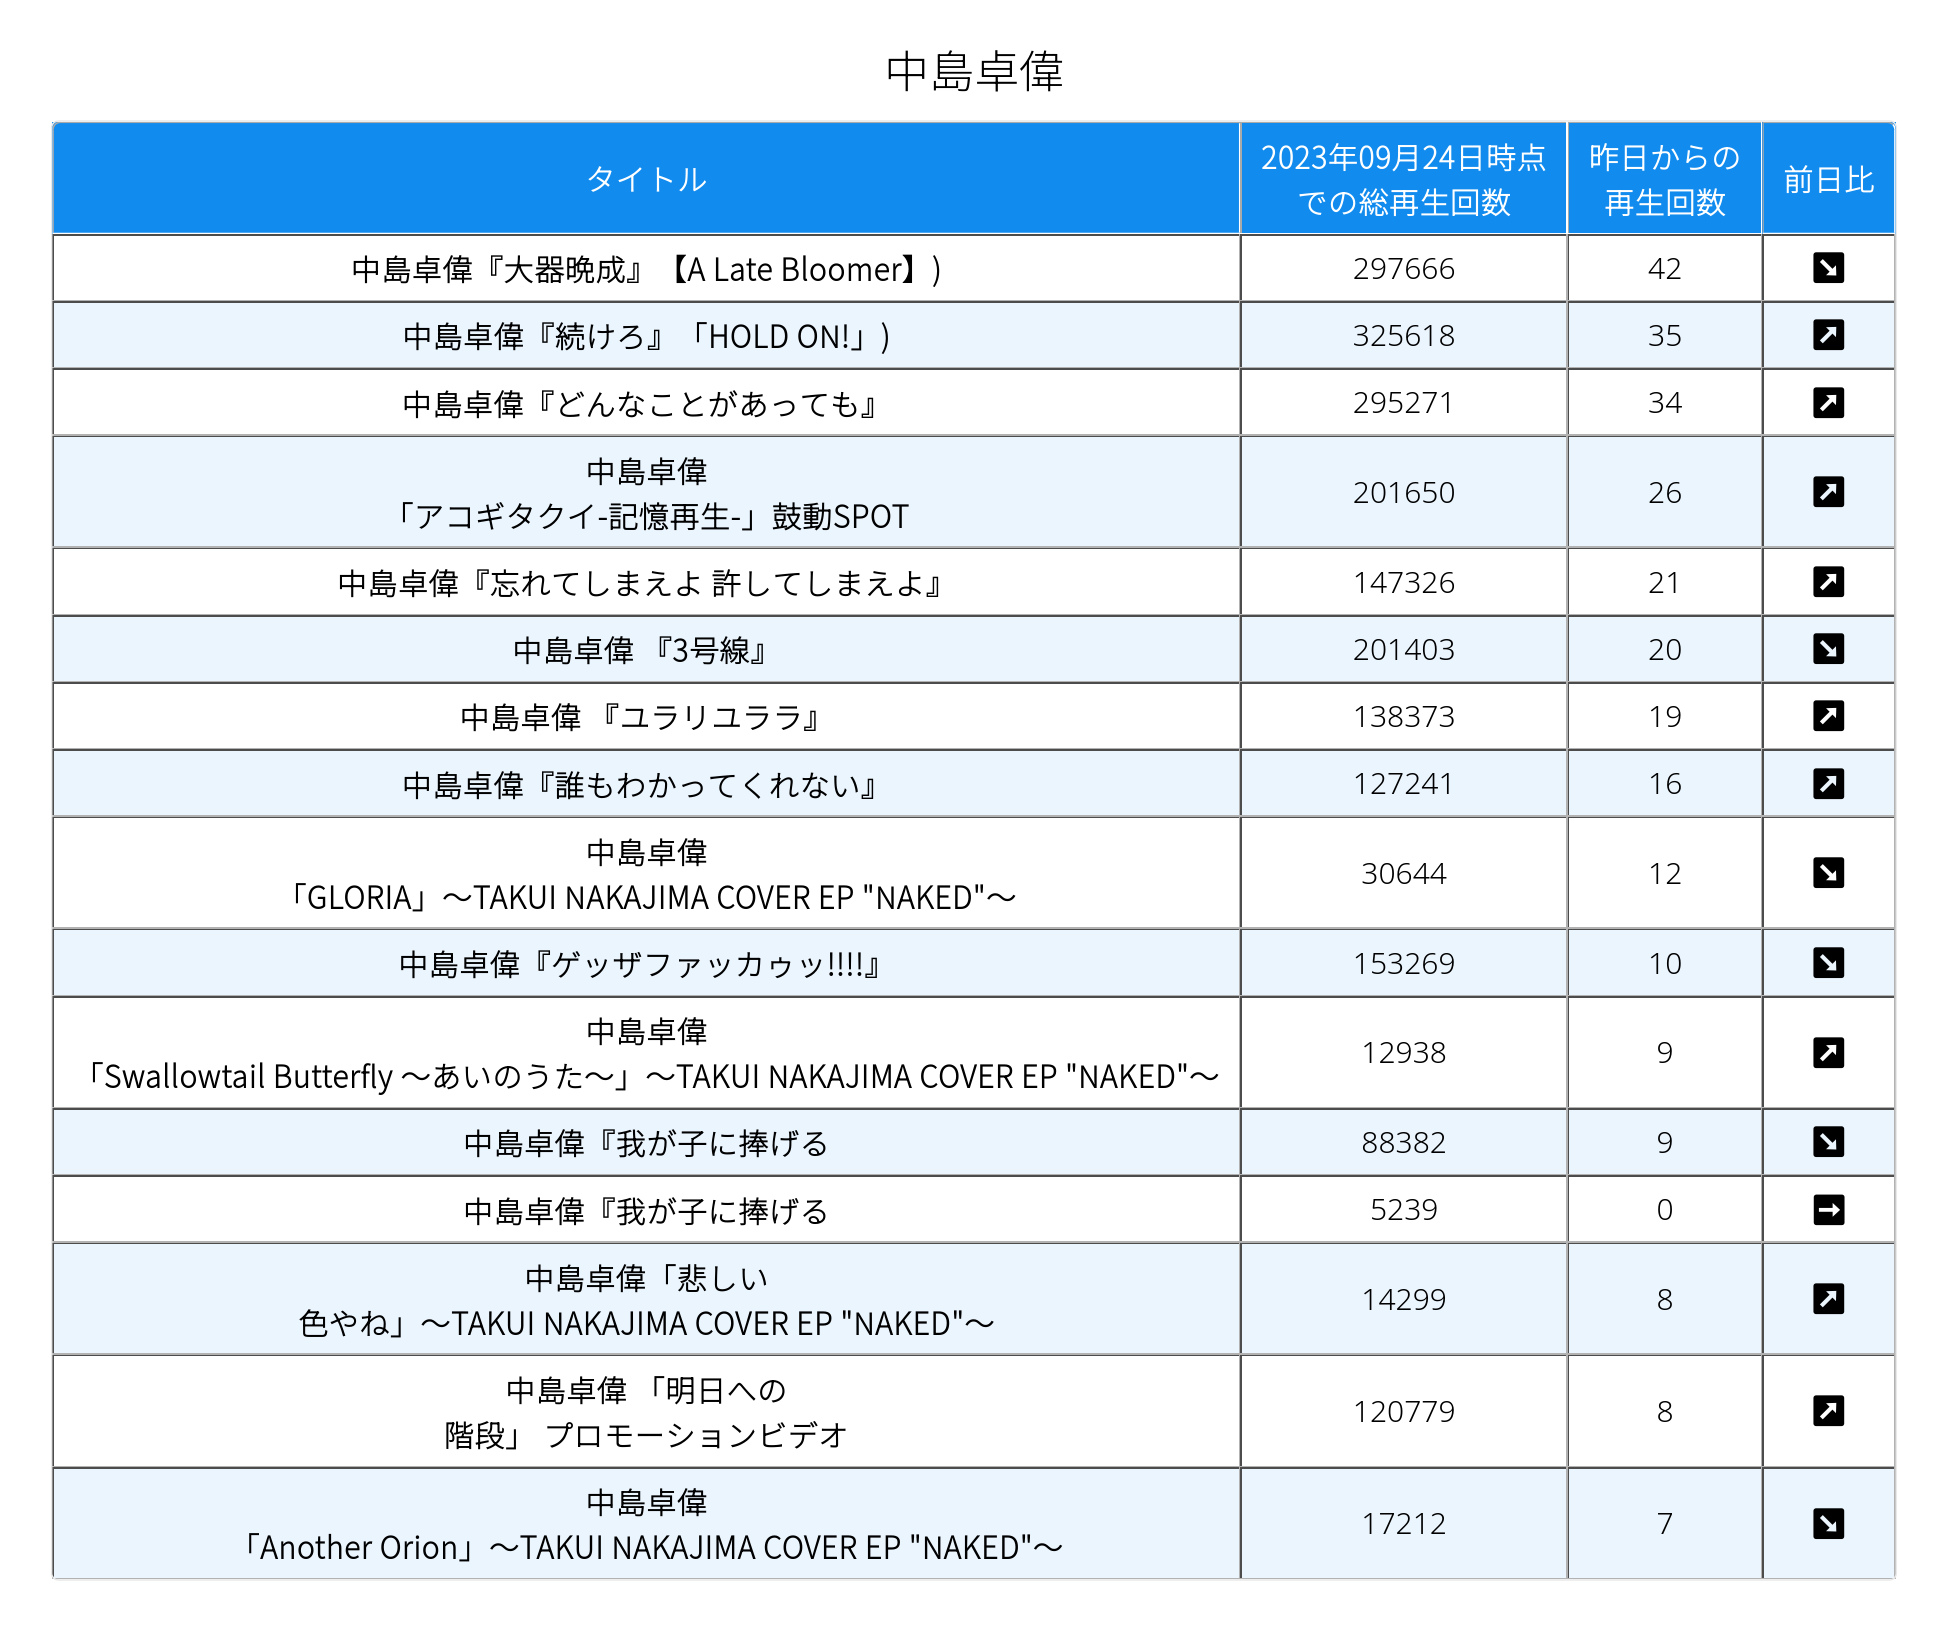 中島卓偉
タイトル
2023年09月24日時点
での総再生回数
昨日からの
再生回数
前日比
中島卓偉『大器晩成』【A Late Bloomer】)
297666
42
中島卓偉『続けろ』「HOLD ON!」)
325618
35
中島卓偉『どんなことがあっても』
295271
34
中島卓偉
「アコギタクイ-記憶再生-」鼓動SPOT
201650
26
中島卓偉『忘れてしまえよ 許してしまえよ』
147326
21
中島卓偉 『3号線』
201403
20
中島卓偉 『ユラリユララ』
138373
19
中島卓偉『誰もわかってくれない』
127241
16
中島卓偉
「GLORIA」～TAKUI NAKAJIMA COVER EP "NAKED"～
30644
12
中島卓偉『ゲッザファッカゥッ!!!!』
153269
10
中島卓偉
「Swallowtail Butterfly ～あいのうた～」～TAKUI NAKAJIMA COVER EP "NAKED"～
12938
9
中島卓偉『我が子に捧げる
88382
9
中島卓偉『我が子に捧げる
5239
0
中島卓偉「悲しい
色やね」～TAKUI NAKAJIMA COVER EP "NAKED"～
14299
8
中島卓偉 「明日への
階段」 プロモーションビデオ
120779
8
中島卓偉
「Another Orion」～TAKUI NAKAJIMA COVER EP "NAKED"～
17212
7